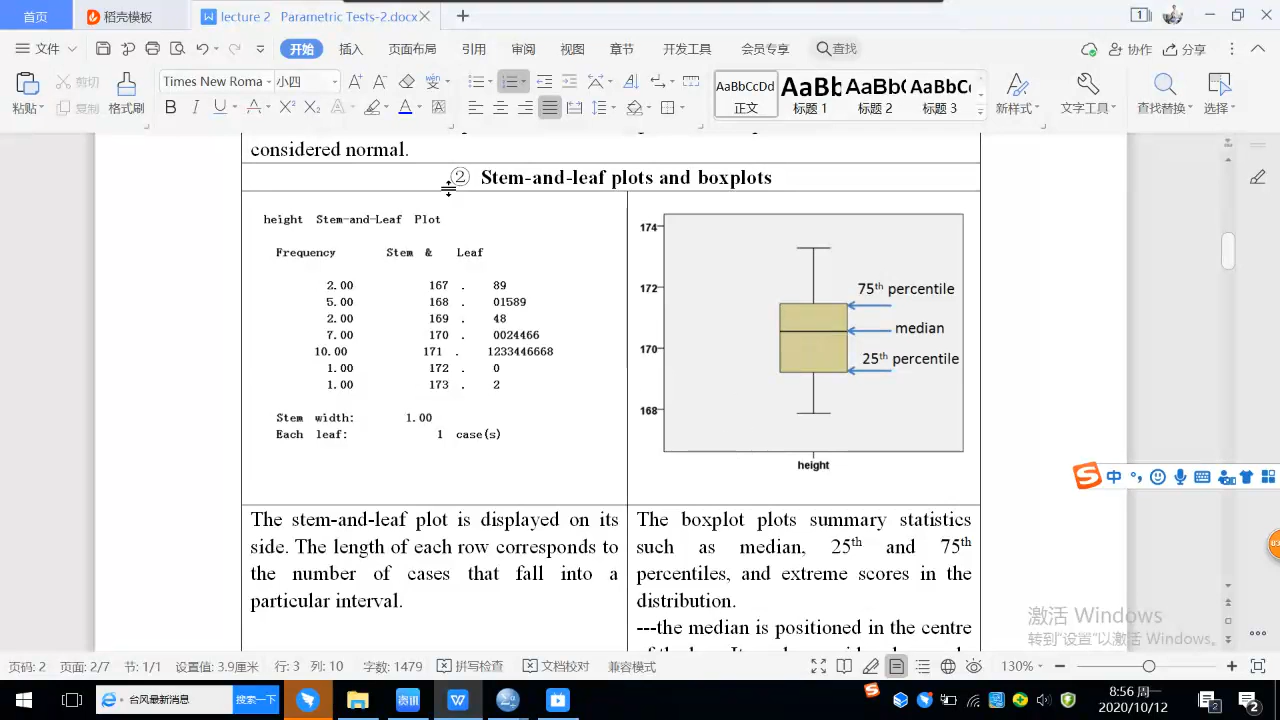 首页
稻壳模板
lecture 2 Parametric Tests-2.docx
1
文件
开始
插入
页面布局
引用
审阅
视图
章节
开发工具
会员专享
查找
协作
分享
粘贴
剪切
复制
格式刷
Times New Roma
小四
AaBbCcDd
正文
AaBb
标题 1
AaBb(
标题 2
AaBbC(
标题 3
新样式
文字工具
查找替换
选择
considered normal.
② Stem-and-leaf plots and boxplots
height Stem-and-Leaf Plot
Frequency Stem & Leaf
2.00 167 . 89
5.00 168 . 01589
2.00 169 . 48
7.00 170 . 0024466
10.00 171 . 1233446668
1.00 172 . 0
1.00 173 . 2
Stem width: 1.00
Each leaf: 1 case(s)
174
172
170
168
75th percentile
median
25th percentile
height
The stem-and-leaf plot is displayed on its
side. The length of each row corresponds to
the number of cases that fall into a
particular interval.
The boxplot plots summary statistics
such as median, 25th and 75th
percentiles, and extreme scores in the
distribution.
---the median is positioned in the centre
中
激活 Windows
转到"设置"以激活 Windows。
页码: 2 页面: 2/7 节: 1/1 设置值: 3.9厘米 行: 3 列: 10 字数: 1479 拼写检查 文档校对 兼容模式 130%
台风最新消息
搜索一下
资讯
8:56 周一
2020/10/12
2
2